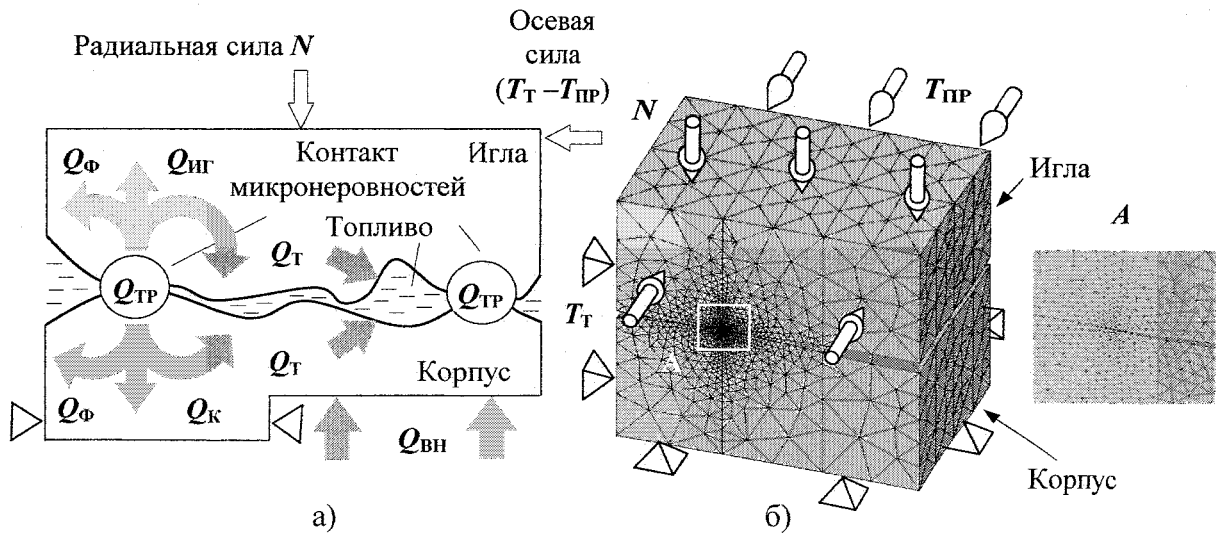 Радиальная сила N
Осевая
сила
(Tт – Tпр)
Qф
Qиг
Контакт
микронеровностей
Игла
Топливо
Qт
Qтр
Qтр
Qт
Корпус
Qф
Qк
Qвн
а)
N
Tпр
Игла
A
Tт
A
Корпус
б)